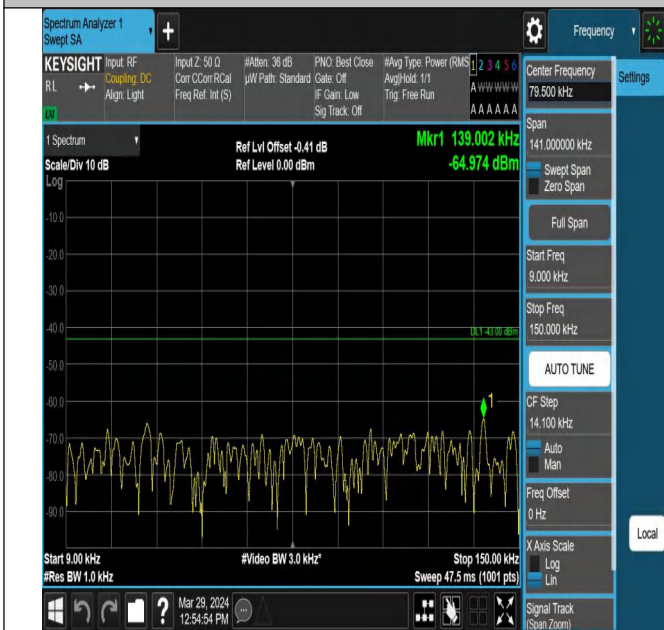 Spectrum Analyzer 1
Swept SA
Frequency
KEYSIGHT
RL
Input: RF
Coupling: DC
Align: Light
Input Z: 50 Ω
Corr CCorr RCal
Freq Ref: Int (S)
#Atten: 36 dB
µW Path: Standard
PNO: Best Close
Gate: Off
IF Gain: Low
Sig Track: Off
#Avg Type: Power (RMS
Avg|Hold: 1/1
Trig: Free Run
1 2 3 4 5 6
A W W W W W
A A A A A A
Center Frequency
79.500 kHz
Settings
Span
141.000000 kHz
Swept Span
Zero Span
Full Span
Start Freq
9.000 kHz
Stop Freq
150.000 kHz
AUTO TUNE
CF Step
14.100 kHz
Auto
Man
Freq Offset
0 Hz
X Axis Scale
Log
Lin
Signal Track
(Span Zoom)
Local
1 Spectrum
Scale/Div 10 dB
Log
Ref Lvl Offset -0.41 dB
Ref Level 0.00 dBm
Mkr1 139.002 kHz
-64.974 dBm
-10.0
-20.0
-30.0
-40.0
-50.0
-60.0
-70.0
-80.0
-90.0
DL1 -43.00 dBm
1
Start 9.00 kHz
#Res BW 1.0 kHz
#Video BW 3.0 kHz*
Stop 150.00 kHz
Sweep 47.5 ms (1001 pts)
?
Mar 29, 2024
12:54:54 PM